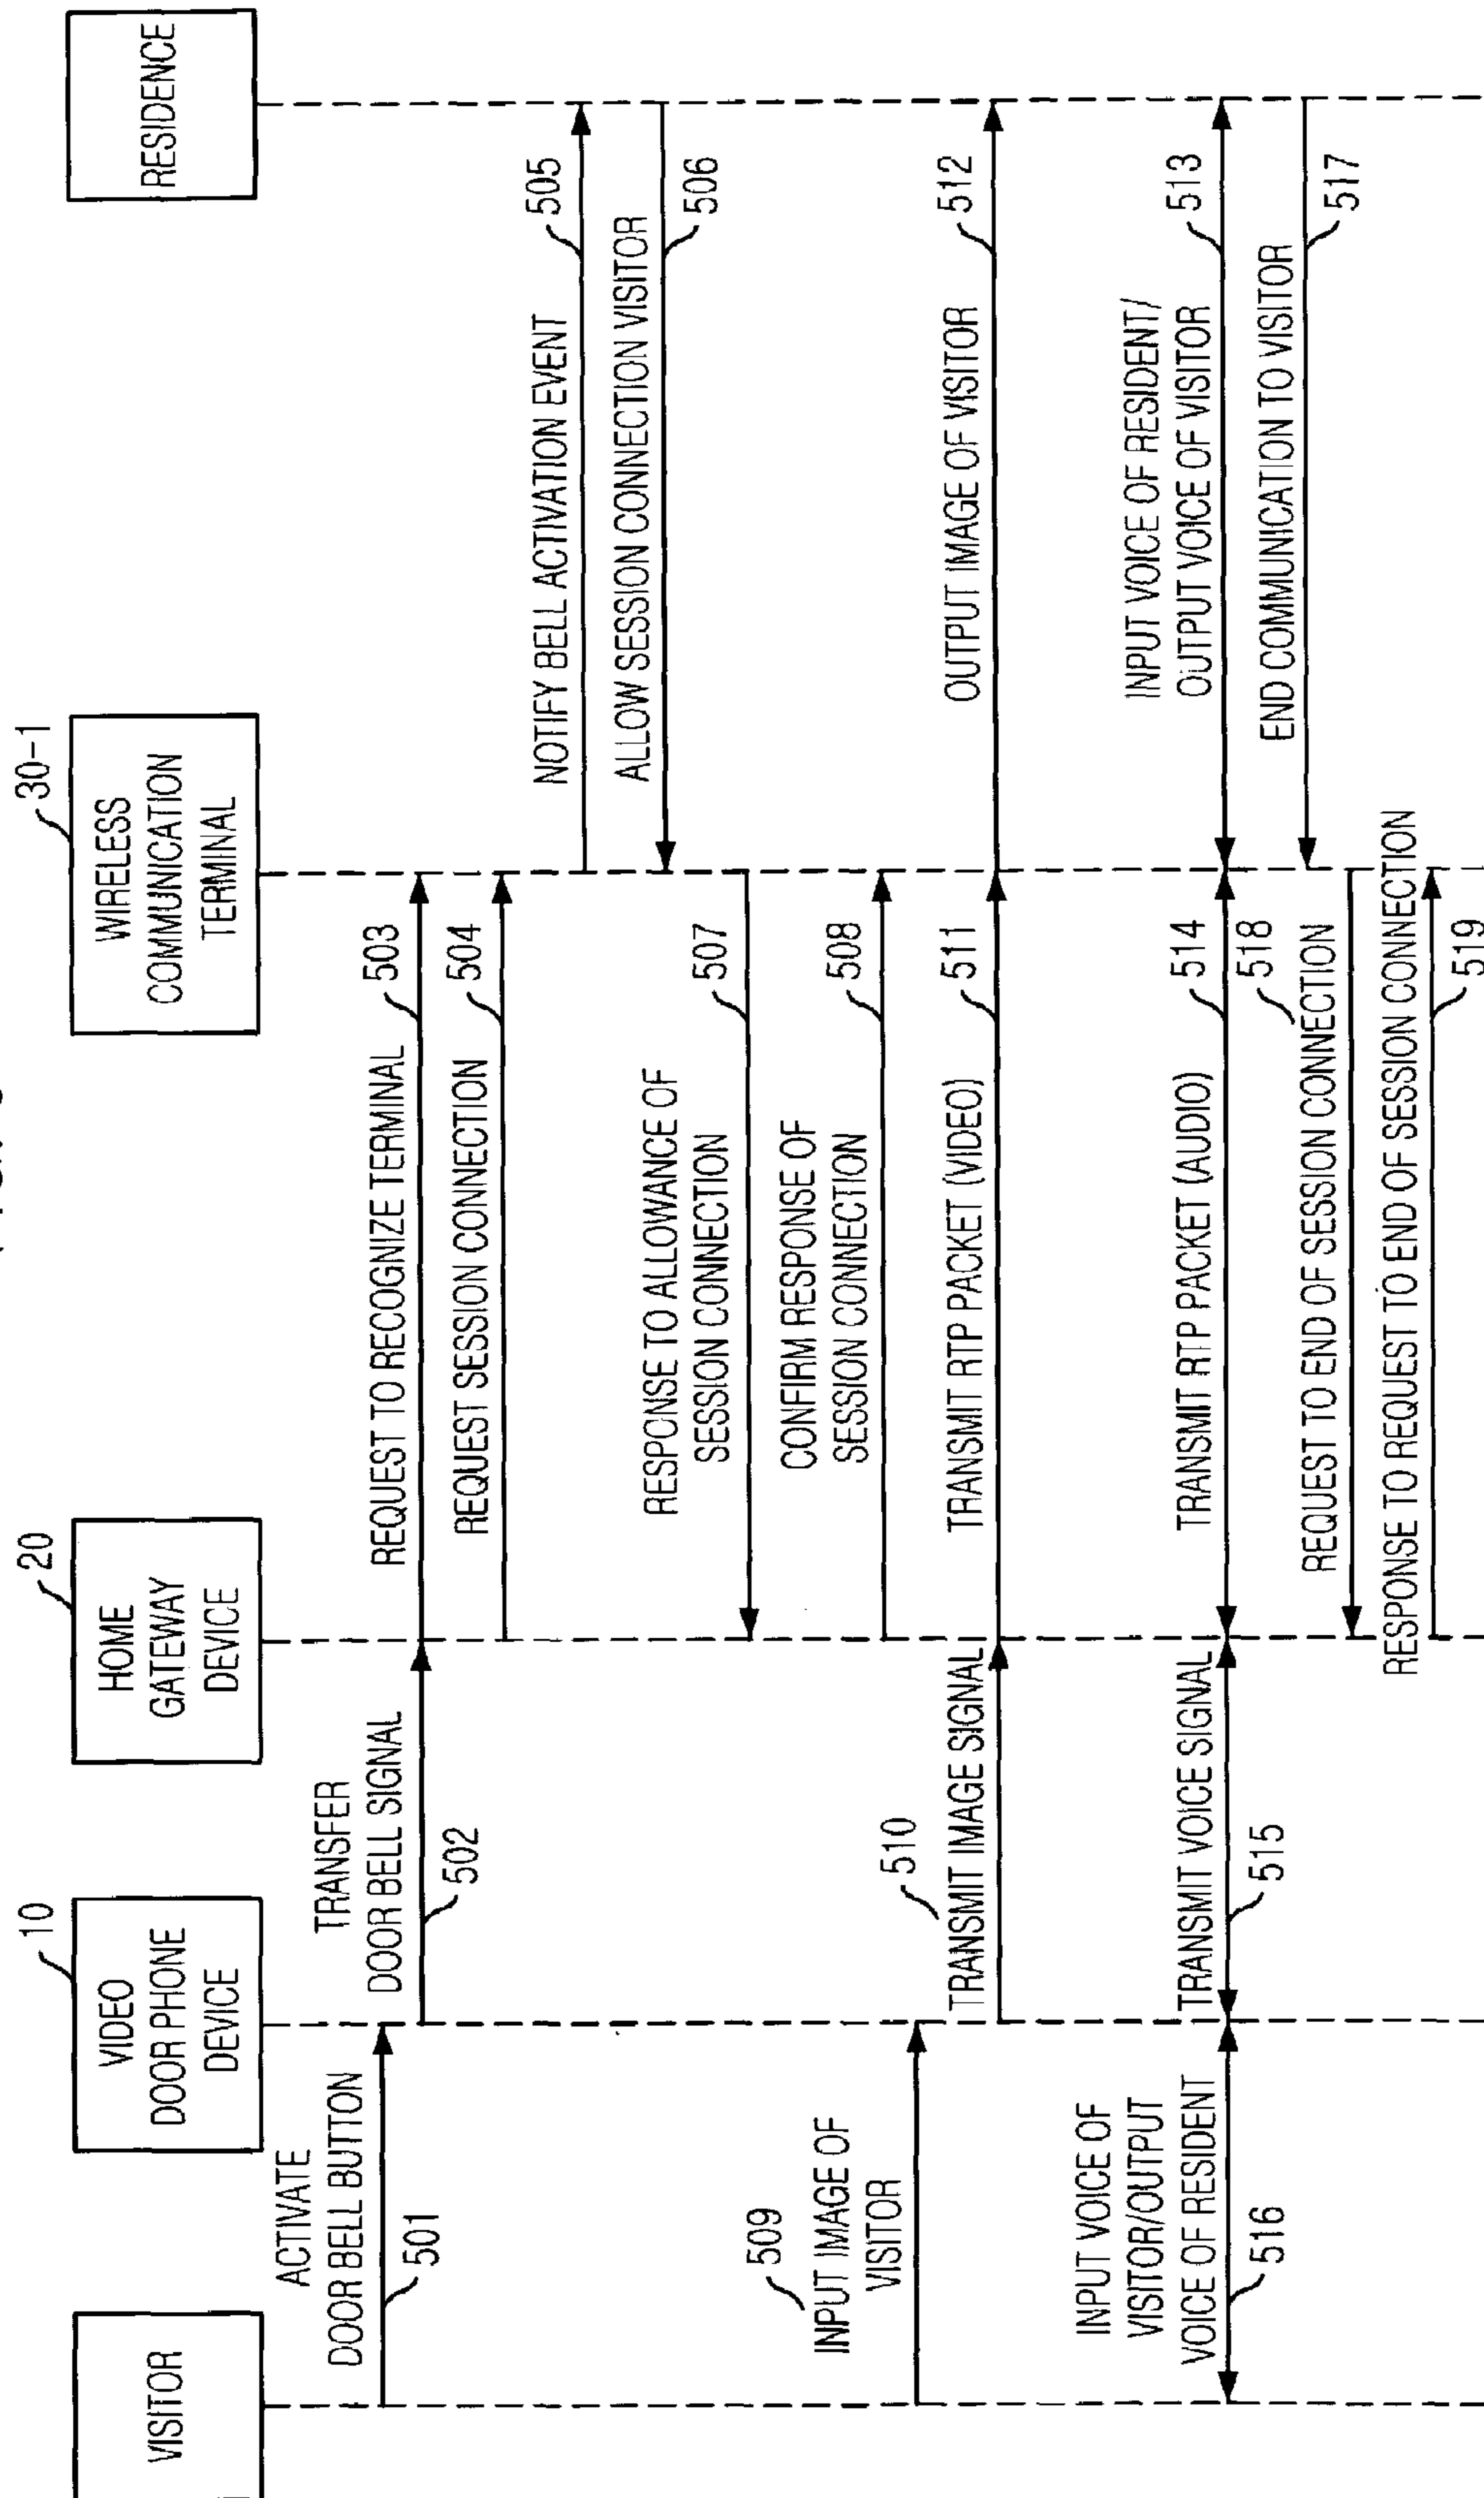 VISITOR
10
VIDEO
DOOR PHONE
DEVICE
20
HOME
GATEWAY
DEVICE
30-1
WIRELESS
COMMUNICATION
TERMINAL
RESIDENCE
ACTIVATE
DOOR BELL BUTTON
501
TRANSFER
DOOR BELL SIGNAL
502
REQUEST TO RECOGNIZE TERMINAL
503
REQUEST SESSION CONNECTION
504
NOTIFY BELL ACTIVATION EVENT
505
ALLOW SESSION CONNECTION VISITOR
506
RESPONSE TO ALLOWANCE OF
SESSION CONNECTION
507
CONFIRM RESPONSE OF
SESSION CONNECTION
508
509
INPUT IMAGE OF
VISITOR
510
TRANSMIT IMAGE SIGNAL
TRANSMIT RTP PACKET (VIDEO)
511
OUTPUT IMAGE OF VISITOR
512
INPUT VOICE OF
VISITOR/OUTPUT
VOICE OF RESIDENT
516
TRANSMIT VOICE SIGNAL
515
TRANSMIT RTP PACKET (AUDIO)
514
INPUT VOICE OF RESIDENT/
OUTPUT VOICE OF VISITOR
513
END COMMUNICATION TO VISITOR
517
518
REQUEST TO END OF SESSION CONNECTION
RESPONSE TO REQUEST TO END OF SESSION CONNECTION
519